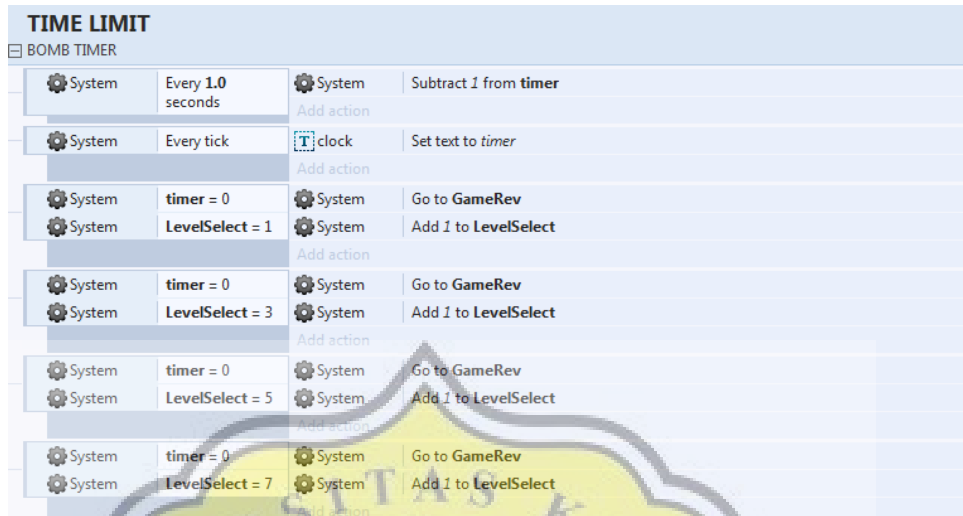 TIME LIMIT
BOMB TIMER
System Every 1.0 seconds System Subtract 1 from timer
Add action
System Every tick T clock Set text to timer
Add action
System timer = 0 System Go to GameRev
System LevelSelect = 1 System Add 1 to LevelSelect
Add action
System timer = 0 System Go to GameRev
System LevelSelect = 3 System Add 1 to LevelSelect
Add action
System timer = 0 System Go to GameRev
System LevelSelect = 5 System Add 1 to LevelSelect
Add action
System timer = 0 System Go to GameRev
System LevelSelect = 7 System Add 1 to LevelSelect
Add action